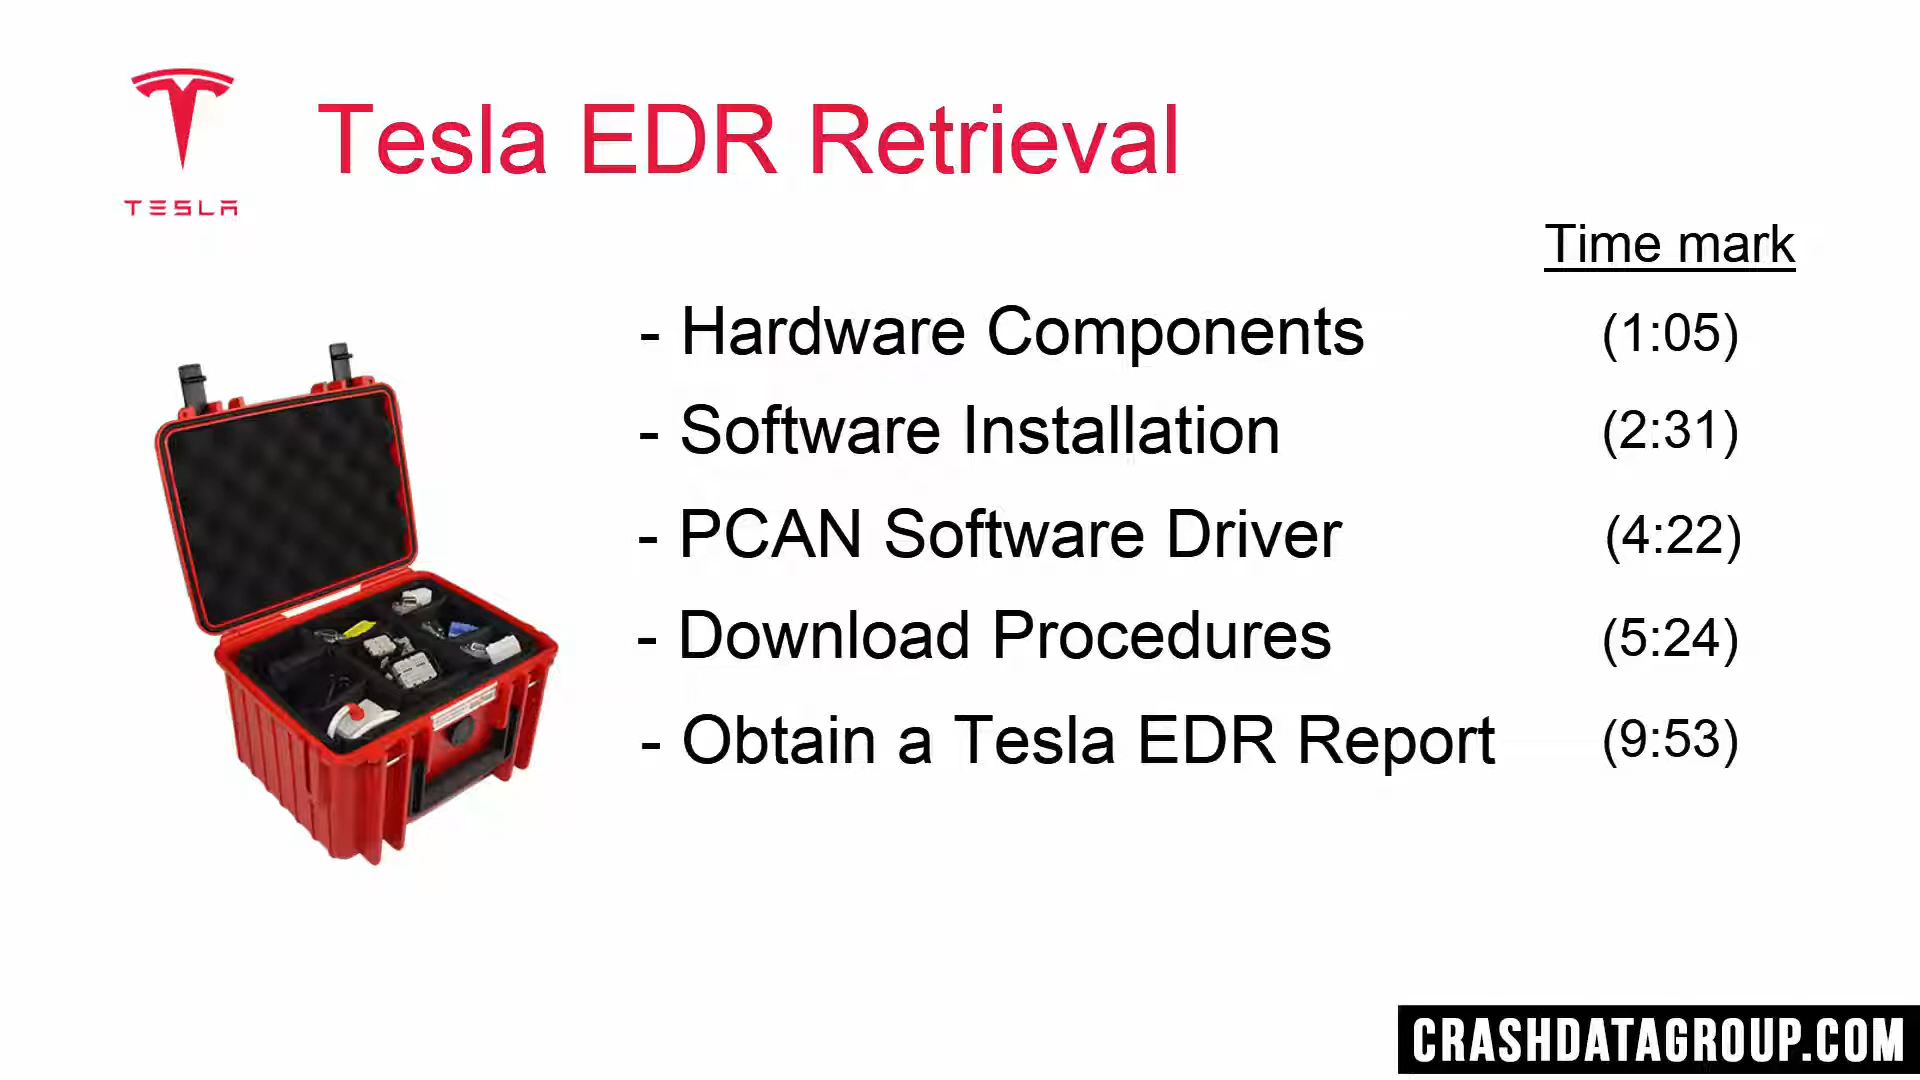 TESLA
Tesla EDR Retrieval
Time mark
- Hardware Components (1:05)
- Software Installation (2:31)
- PCAN Software Driver (4:22)
- Download Procedures (5:24)
- Obtain a Tesla EDR Report (9:53)
CRASHDATAGROUP.COM